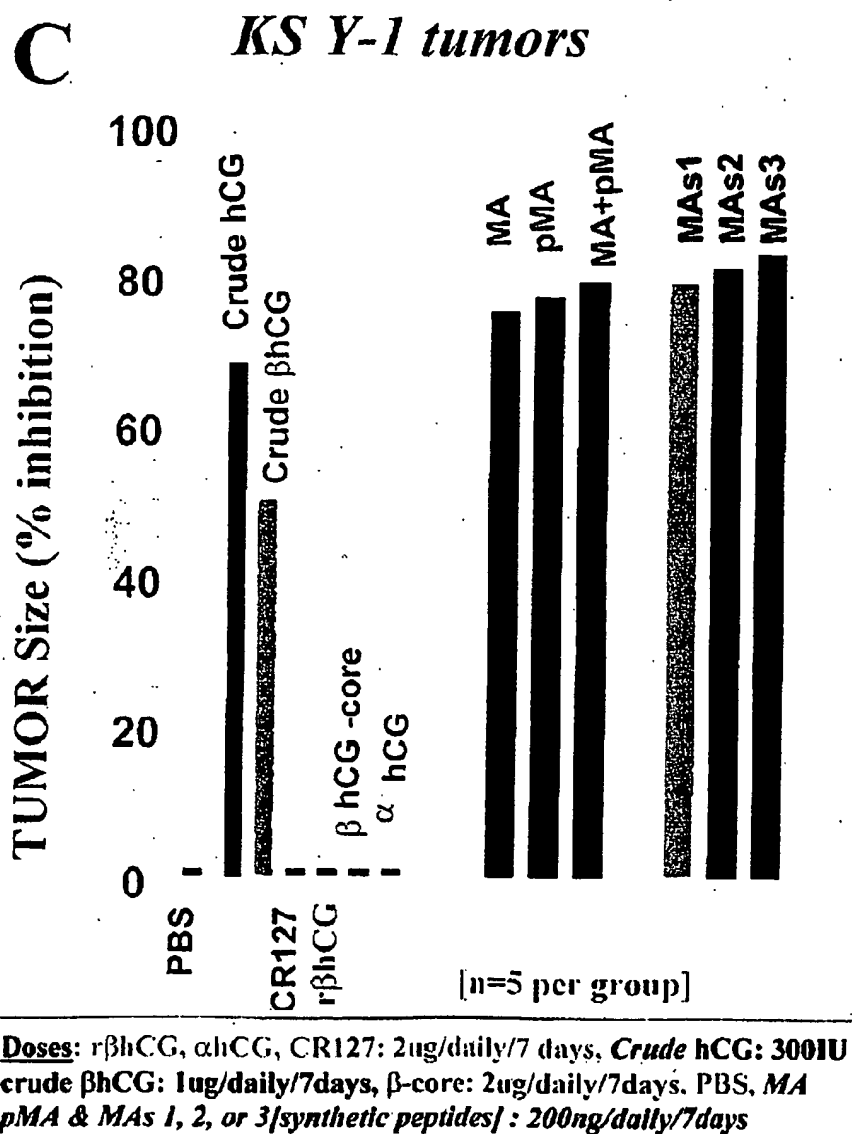 C
KS Y-1 tumors
TUMOR Size (% inhibition)
100
80
60
40
20
0
PBS
Crude hCG
Crude βhCG
CR127
rβhCG
β hCG -core
α hCG
MA
pMA
MA+pMA
MAs1
MAs2
MAs3
[n=5 per group]
Doses: rβhCG, αhCG, CR127: 2ug/daily/7 days. Crude hCG: 300IU
crude βhCG: 1ug/daily/7days, β-core: 2ug/daily/7days. PBS, MA
pMA & MAs 1, 2, or 3[synthetic peptides] : 200ng/daily/7days